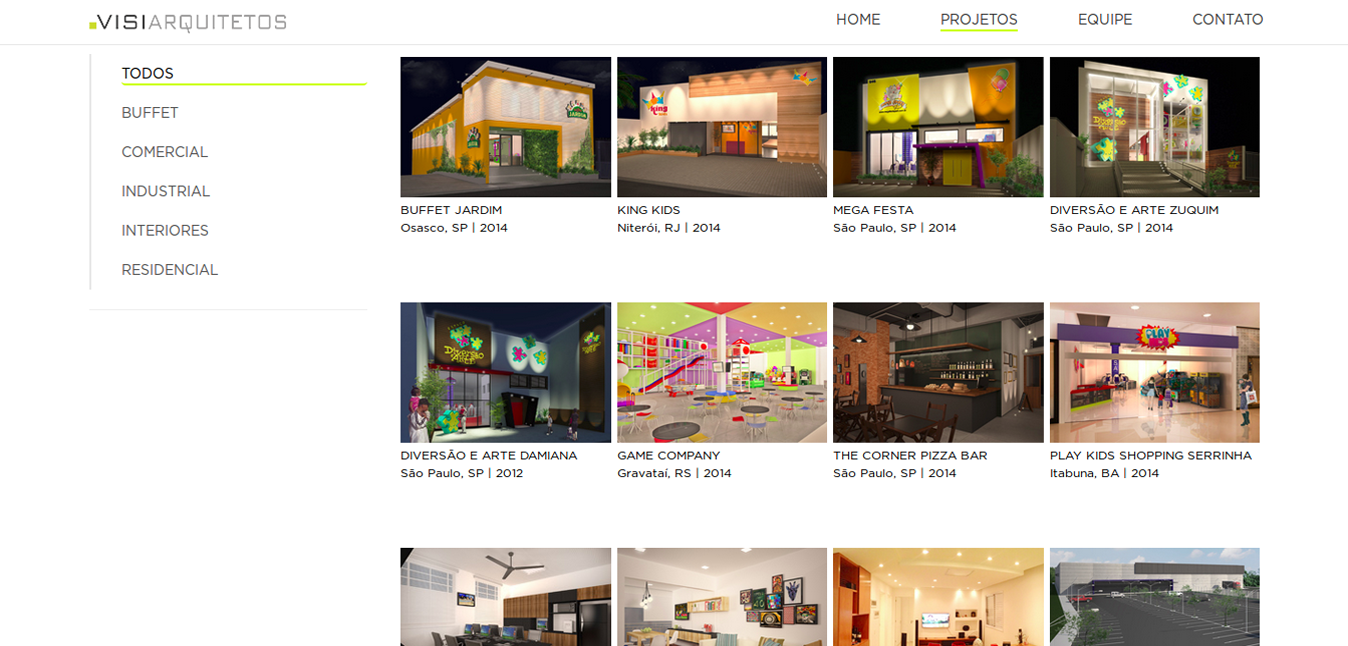 VISIARQUITETOS
HOME
PROJETOS
EQUIPE
CONTATO
TODOS
BUFFET
COMERCIAL
INDUSTRIAL
INTERIORES
RESIDENCIAL
JARDIM
king
BUFFET JARDIM
Osasco, SP | 2014
KING KIDS
Niterói, RJ | 2014
MEGA FESTA
São Paulo, SP | 2014
DIVERSÃO E ARTE ZUQUIM
São Paulo, SP | 2014
PLAY
DIVERSÃO E ARTE DAMIANA
São Paulo, SP | 2012
GAME COMPANY
Gravataí, RS | 2014
THE CORNER PIZZA BAR
São Paulo, SP | 2014
PLAY KIDS SHOPPING SERRINHA
Itabuna, BA | 2014